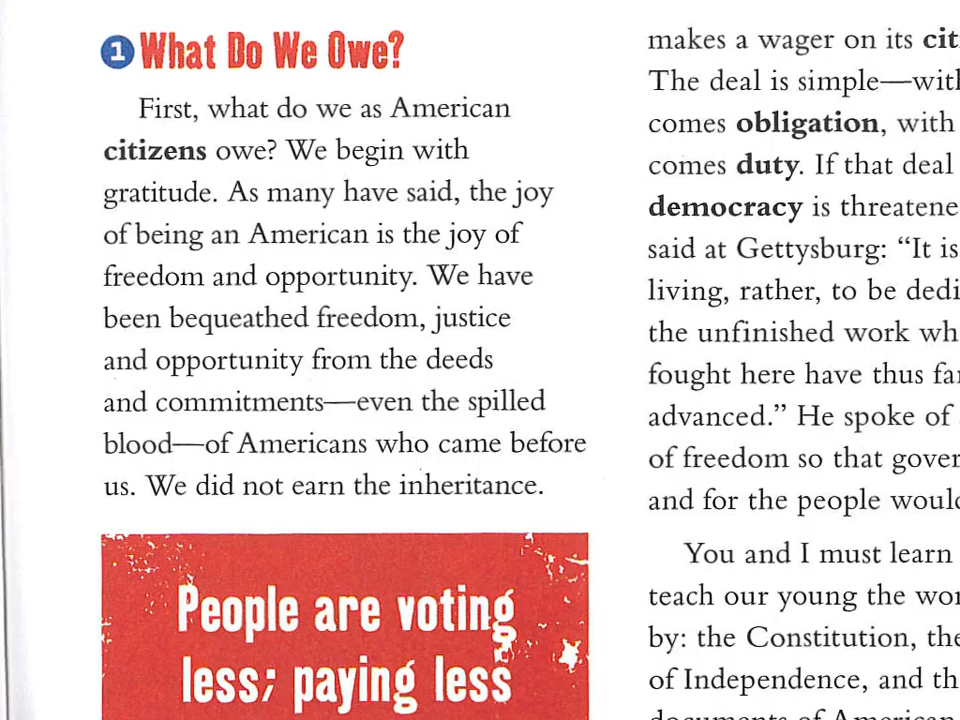 1 What Do We Owe?
First, what do we as American
citizens owe? We begin with
gratitude. As many have said, the joy
of being an American is the joy of
freedom and opportunity. We have
been bequeathed freedom, justice
and opportunity from the deeds
and commitments—even the spilled
blood—of Americans who came before
us. We did not earn the inheritance.
People are voting
less; paying less
makes a wager on its
The deal is simple—with
comes obligation, with
comes duty. If that deal
democracy is
said at Gettysburg: “It is
living, rather, to be
the unfinished work
fought here have thus
advanced.” He spoke of
of freedom so that
and for the people
You and I must learn
teach our young the
by: the Constitution, the
of Independence, and
documents of American